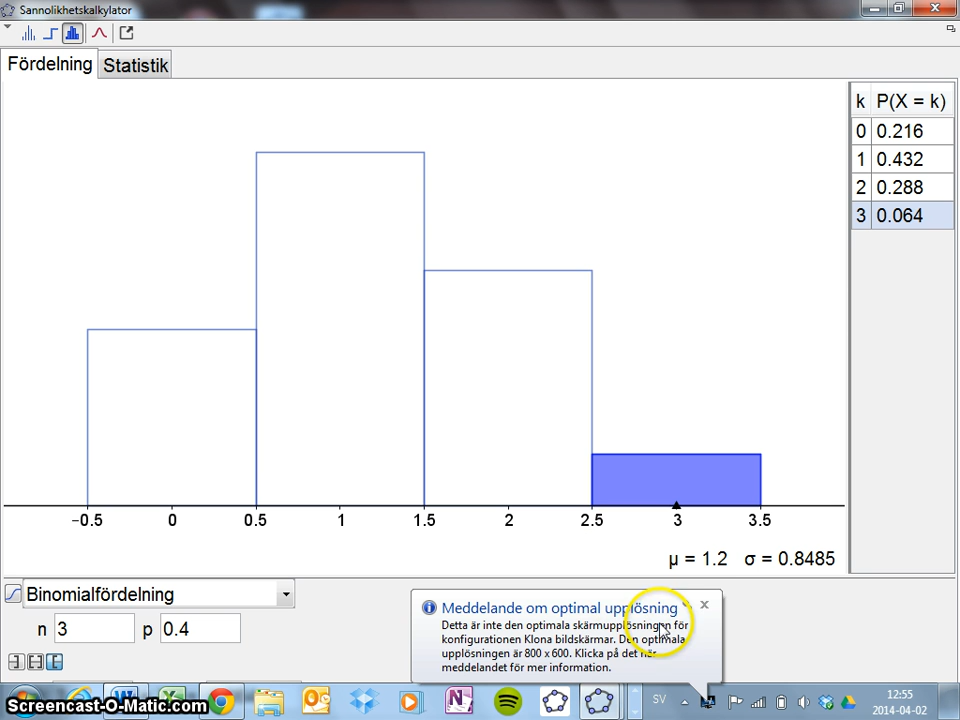 Sannolikhetskalkylator
Fördelning Statistik
k P(X = k)
0 0.216
1 0.432
2 0.288
3 0.064
−0.5 0 0.5 1 1.5 2 2.5 3 3.5
μ = 1.2 σ = 0.8485
Binomialfördelning
n 3 p 0.4
Meddelande om optimal upplösning
Detta är inte den optimala skärmupplösningen för
konfigurationen Klona bildskärmar. Den optimala
upplösningen är 800 x 600. Klicka på det här
meddelandet för mer information.
SV
12:55
2014-04-02
Screencast-O-Matic.com